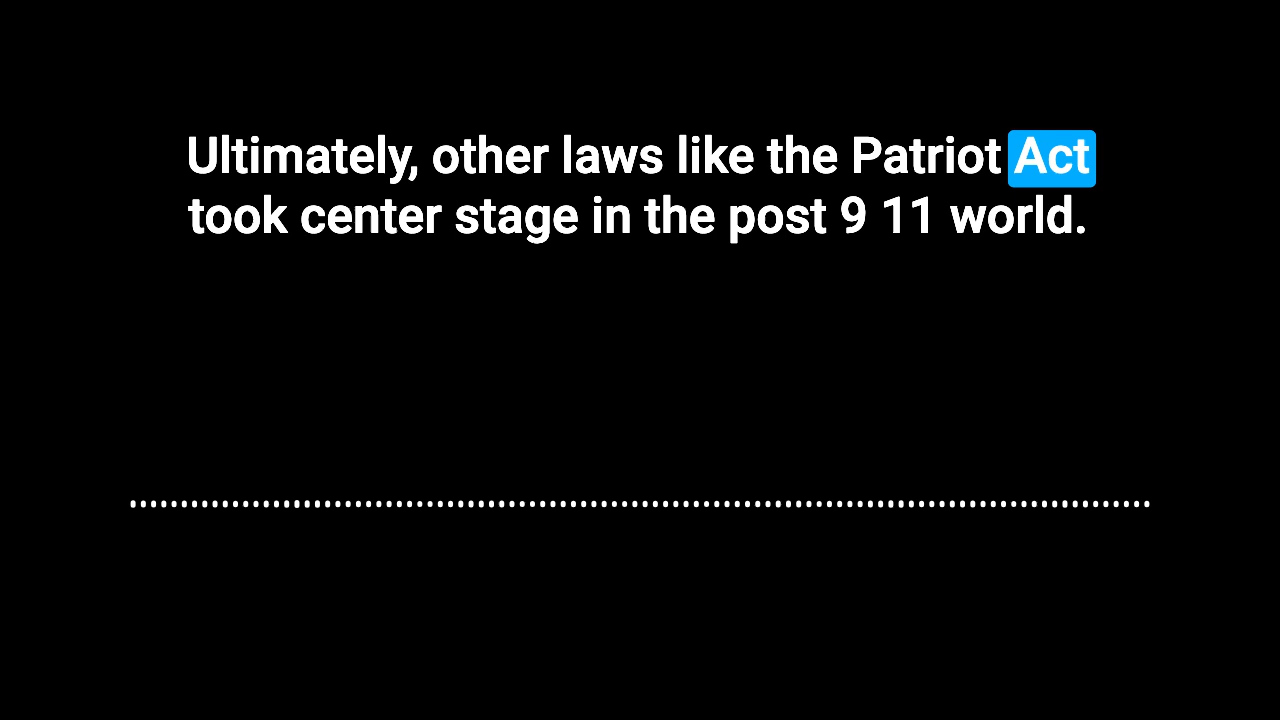 Ultimately, other laws like the Patriot Act
took center stage in the post 9 11 world.